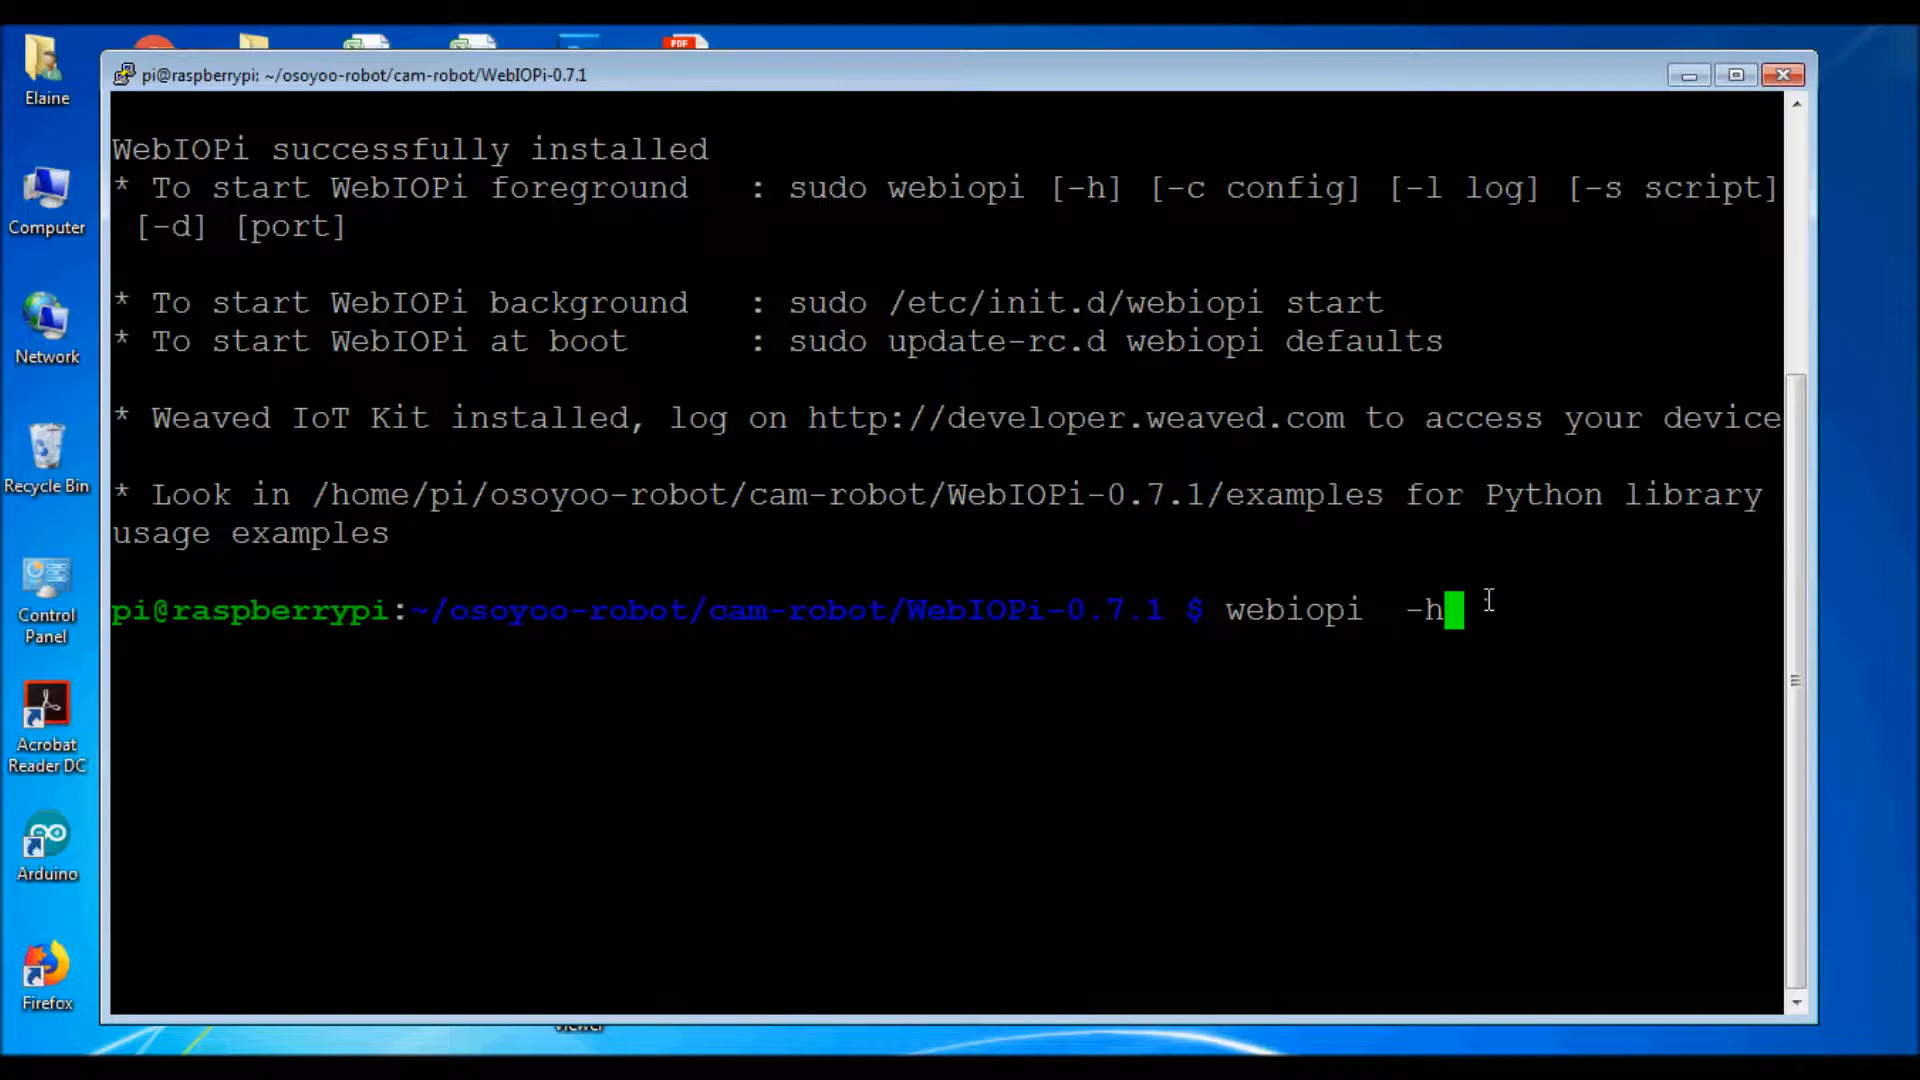 pi@raspberrypi: ~/osoyoo-robot/cam-robot/WebIOPi-0.7.1
WebIOPi successfully installed
* To start WebIOPi foreground : sudo webiopi [-h] [-c config] [-l log] [-s script]
[-d] [port]
* To start WebIOPi background : sudo /etc/init.d/webiopi start
* To start WebIOPi at boot : sudo update-rc.d webiopi defaults
* Weaved IoT Kit installed, log on http://developer.weaved.com to access your device
* Look in /home/pi/osoyoo-robot/cam-robot/WebIOPi-0.7.1/examples for Python library
usage examples
pi@raspberrypi:~/osoyoo-robot/cam-robot/WebIOPi-0.7.1 $ webiopi  -h
Elaine
Computer
Network
Recycle Bin
Control
Panel
Acrobat
Reader DC
Arduino
Firefox
PDF
viewer